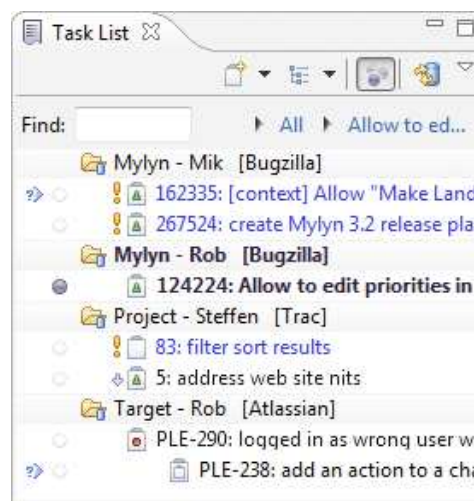 Task List
Find:
All
Allow to ed...
Mylyn - Mik [Bugzilla]
162335: [context] Allow "Make Land
267524: create Mylyn 3.2 release pla
Mylyn - Rob [Bugzilla]
124224: Allow to edit priorities in
Project - Steffen [Trac]
83: filter sort results
5: address web site nits
Target - Rob [Atlassian]
PLE-290: logged in as wrong user w
PLE-238: add an action to a cha